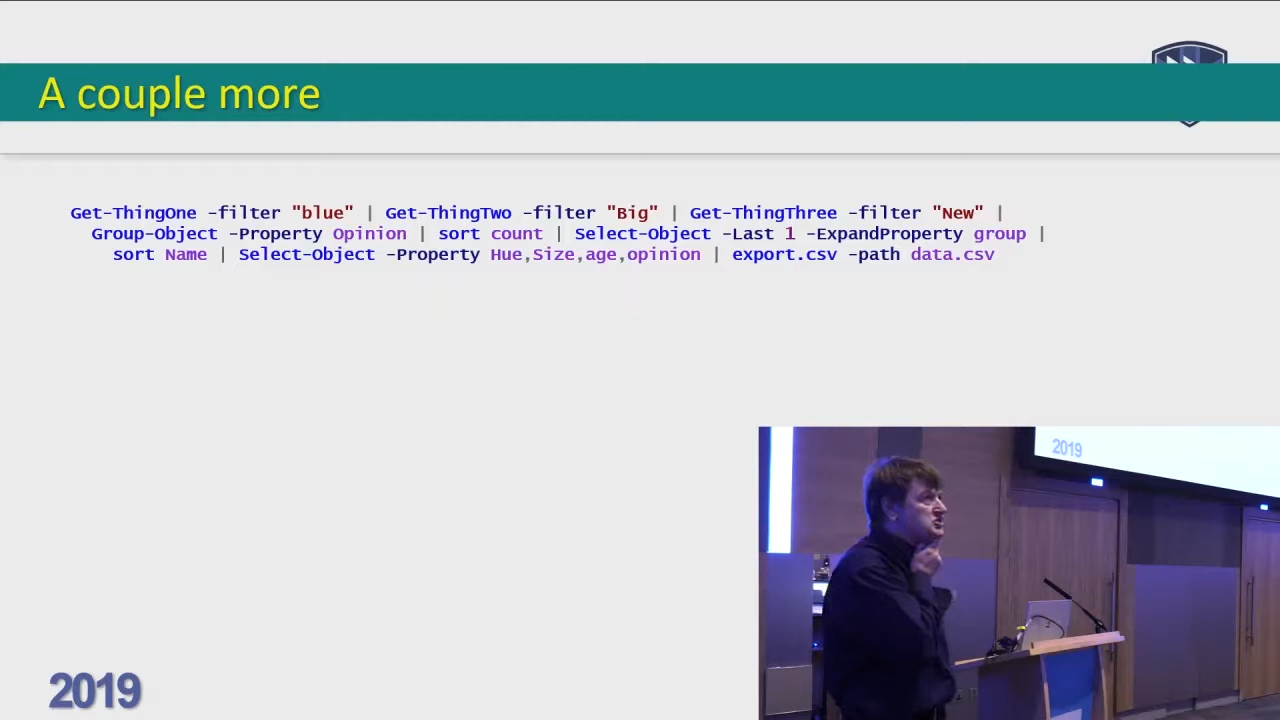 A couple more
Get-ThingOne -filter "blue" | Get-ThingTwo -filter "Big" | Get-ThingThree -filter "New" |
Group-Object -Property Opinion | sort count | Select-Object -Last 1 -ExpandProperty group |
sort Name | Select-Object -Property Hue,Size,age,opinion | export.csv -path data.csv
2019
2019